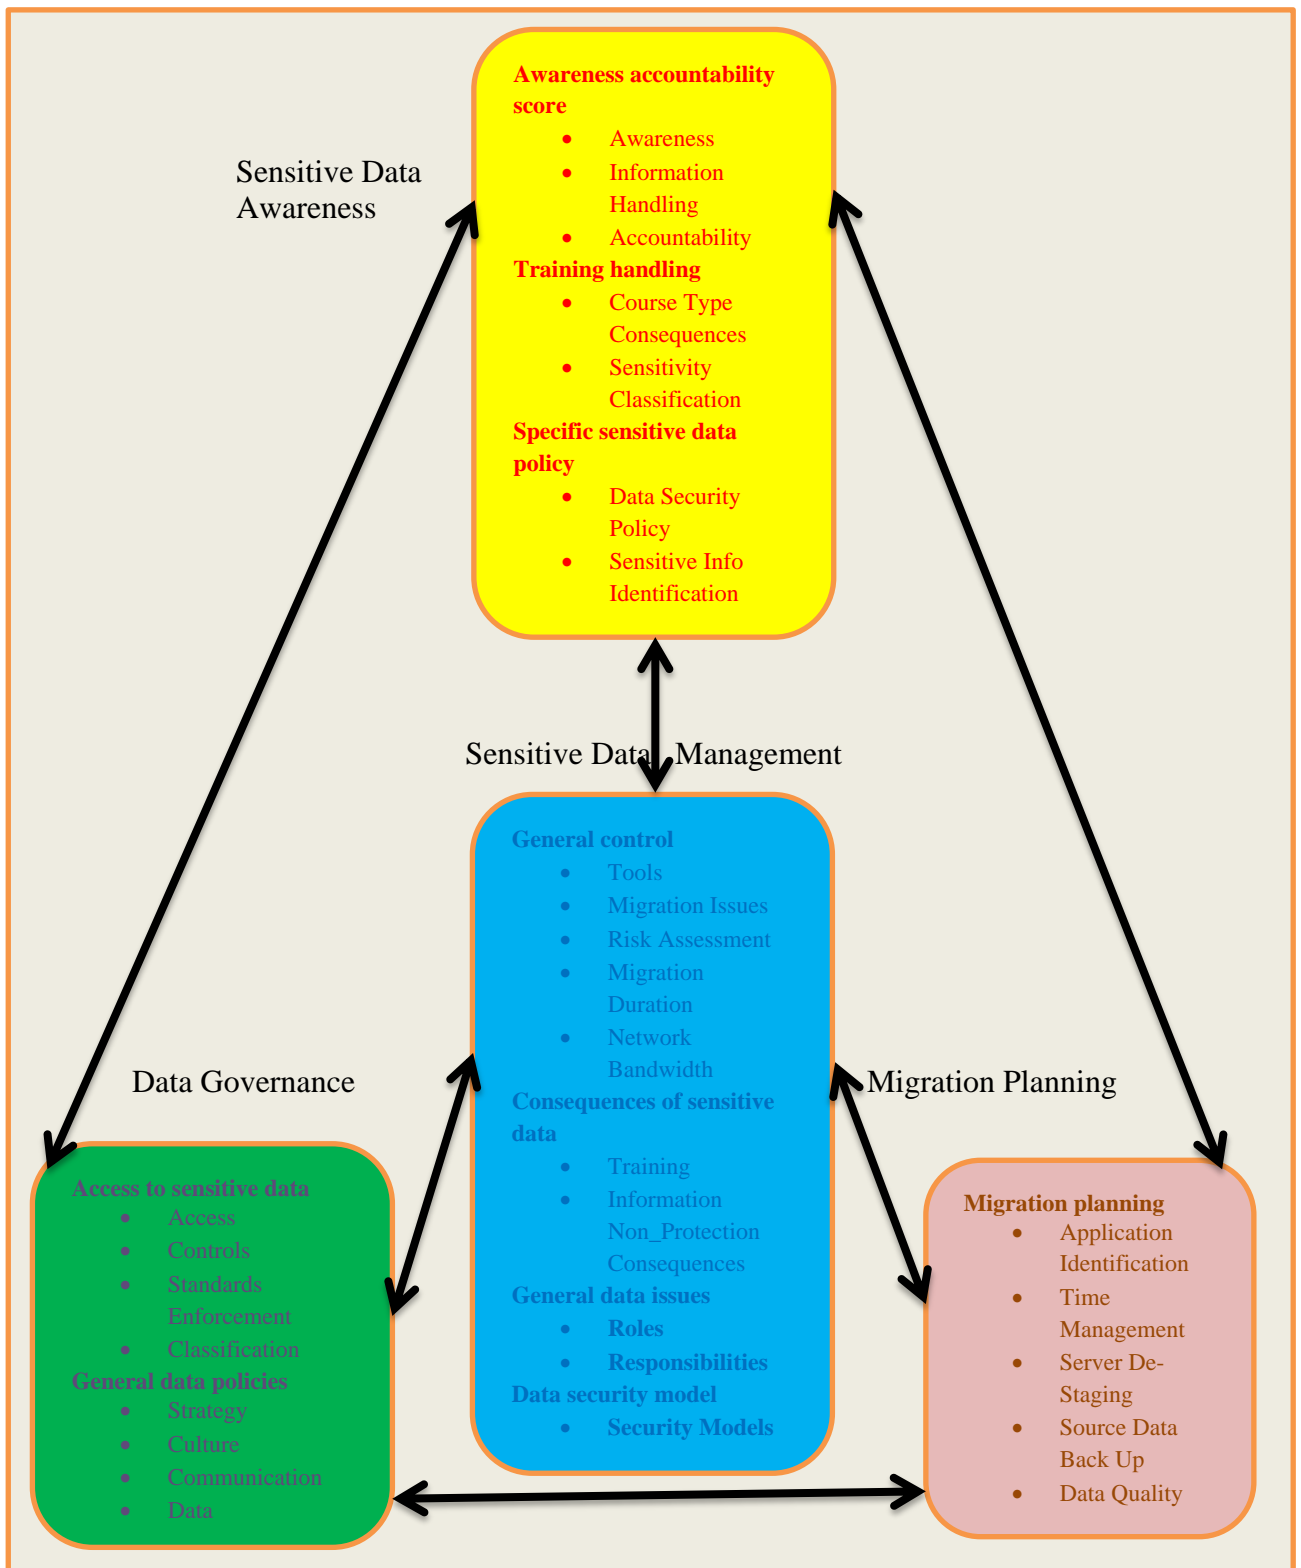 Awareness accountability
score
• Awareness
• Information
Handling
• Accountability
Training handling
• Course Type
Consequences
• Sensitivity
Classification
Specific sensitive data
policy
• Data Security
Policy
• Sensitive Info
Identification
Sensitive Data
Awareness
Sensitive Data Management
General control
• Tools
• Migration Issues
• Risk Assessment
• Migration
Duration
• Network
Bandwidth
Consequences of sensitive
data
• Training
• Information
Non_Protection
Consequences
General data issues
• Roles
• Responsibilities
Data security model
• Security Models
Data Governance
Access to sensitive data
• Access
• Controls
• Standards
Enforcement
• Classification
General data policies
• Strategy
• Culture
• Communication
• Data
Migration Planning
Migration planning
• Application
Identification
• Time
Management
• Server De-
Staging
• Source Data
Back Up
• Data Quality